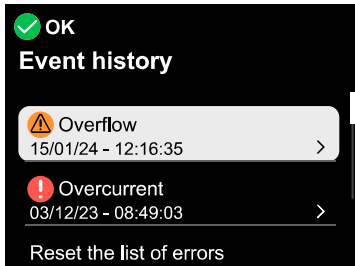 OK
Event history
Overflow
15/01/24 - 12:16:35
Overcurrent
03/12/23 - 08:49:03
Reset the list of errors